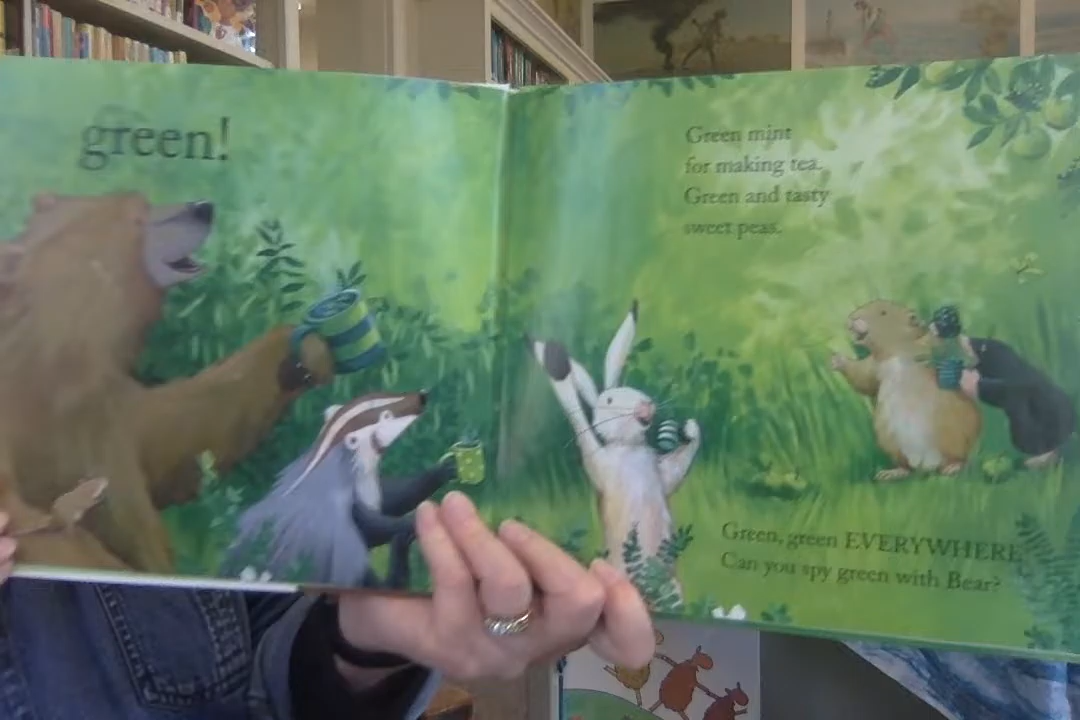 green!
Green mint
for making tea.
Green and tasty
sweet peas.
Green, green EVERYWHERE
Can you spy green with Bear?